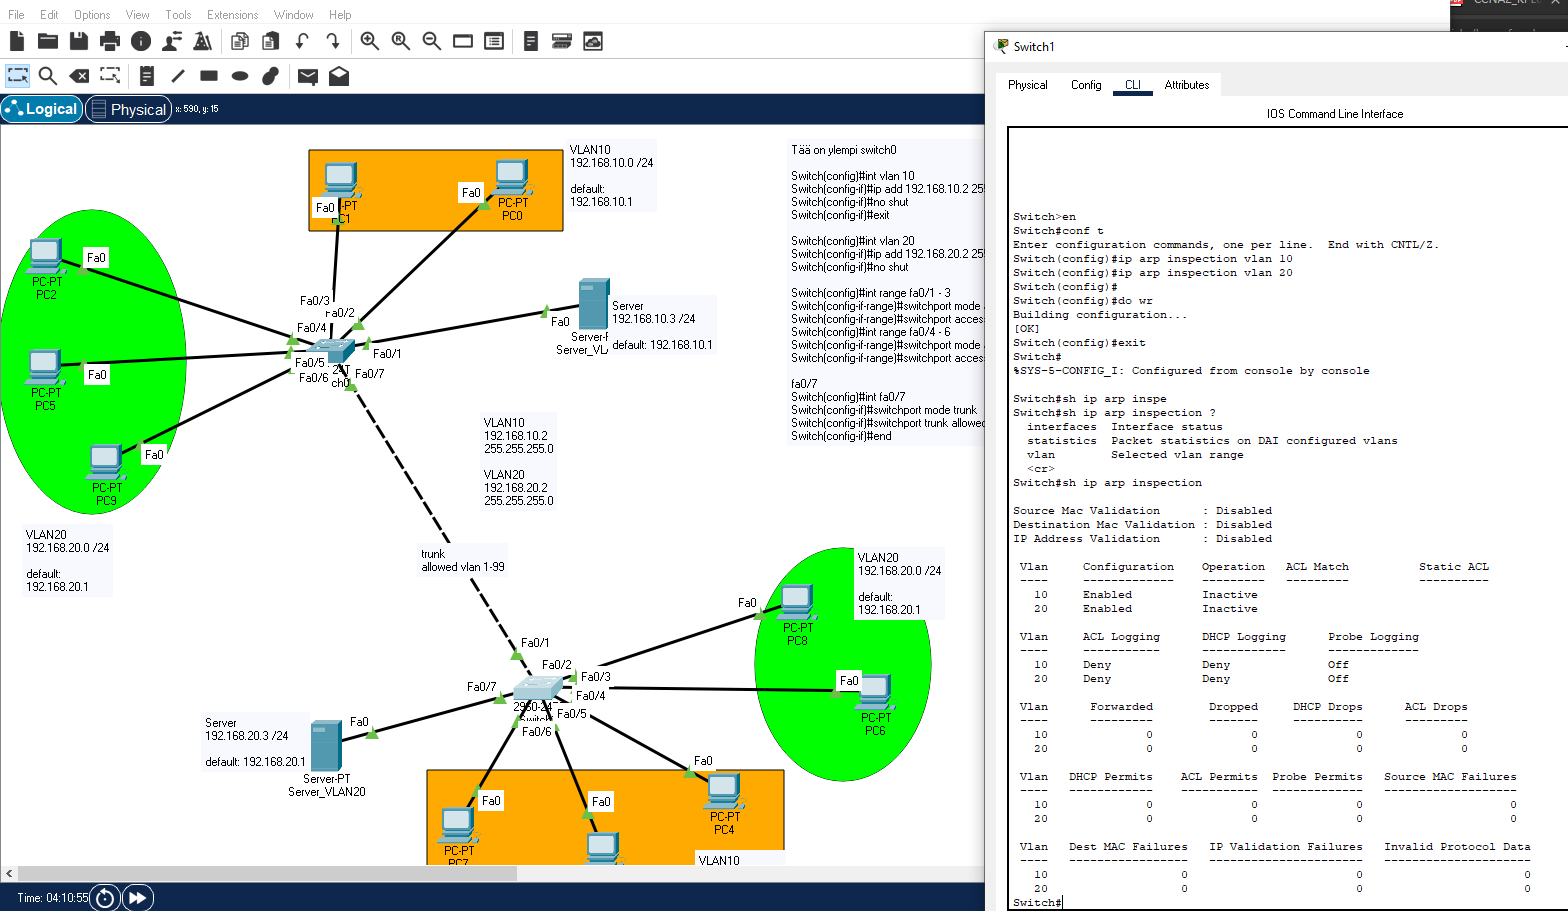 File Edit Options View Tools Extensions Window Help
Logical
Physical
x: 590, y: 15
VLAN10
192.168.10.0 /24
default:
192.168.10.1
Fa0
Fa0
PC-PT
PC0
Fa0
PC-PT
PC2
Fa0
PC-PT
PC5
Fa0
PC-PT
PC9
Fa0/3
Fa0/2
Fa0/4
Fa0/1
Fa0/5
Fa0/6
Fa0/7
Fa0
Server
192.168.10.3 /24
default: 192.168.10.1
VLAN20
192.168.20.0 /24
default:
192.168.20.1
VLAN10
192.168.10.2
255.255.255.0
VLAN20
192.168.20.2
255.255.255.0
trunk
allowed vlan 1-99
Tää on ylempi switch0
Switch(config)#int vlan 10
Switch(config-if)#ip add 192.168.10.2 25
Switch(config-if)#no shut
Switch(config-if)#exit
Switch(config)#int vlan 20
Switch(config-if)#ip add 192.168.20.2 25
Switch(config-if)#no shut
Switch(config)#int range fa0/1 - 3
Switch(config-if-range)#switchport mode
Switch(config-if-range)#switchport acces
Switch(config)#int range fa0/4 - 6
Switch(config-if-range)#switchport mode
Switch(config-if-range)#switchport acces
fa0/7
Switch(config)#int fa0/7
Switch(config-if)#switchport mode trunk
Switch(config-if)#switchport trunk allowed
Switch(config-if)#end
VLAN20
192.168.20.0 /24
default:
192.168.20.1
Fa0
PC-PT
PC8
Fa0
PC-PT
PC6
Fa0/1
Fa0/2
Fa0/3
Fa0/4
Fa0/7
Fa0/5
Fa0/6
Server
192.168.20.3 /24
default: 192.168.20.1
Fa0
Server-PT
Server_VLAN20
Fa0
PC-PT
PC7
Fa0
Fa0
PC-PT
PC4
VLAN10
Time: 04:10:55
Switch1
Physical Config CLI Attributes
IOS Command Line Interface
Switch>en
Switch#conf t
Enter configuration commands, one per line.  End with CNTL/Z.
Switch(config)#ip arp inspection vlan 10
Switch(config)#ip arp inspection vlan 20
Switch(config)#
Switch(config)#do wr
Building configuration...
[OK]
Switch(config)#exit
Switch#
%SYS-5-CONFIG_I: Configured from console by console
Switch#sh ip arp inspe
Switch#sh ip arp inspection ?
interfaces  Interface status
statistics  Packet statistics on DAI configured vlans
vlan        Selected vlan range
<cr>
Switch#sh ip arp inspection
Source Mac Validation      : Disabled
Destination Mac Validation : Disabled
IP Address Validation      : Disabled
Vlan     Configuration    Operation   ACL Match          Static ACL
----     -------------    ---------   ---------          ----------
10     Enabled          Inactive
20     Enabled          Inactive
Vlan     ACL Logging      DHCP Logging      Probe Logging
----     -----------      ------------      -------------
10     Deny             Deny              Off
20     Deny             Deny              Off
Vlan      Forwarded        Dropped     DHCP Drops      ACL Drops
----      ---------        -------     ----------      ---------
10              0              0              0              0
20              0              0              0              0
Vlan   DHCP Permits    ACL Permits  Probe Permits   Source MAC Failures
----   ------------    -----------  -------------   -------------------
10              0              0              0                     0
20              0              0              0                     0
Vlan   Dest MAC Failures   IP Validation Failures   Invalid Protocol Data
----   -----------------   ----------------------   ---------------------
10                   0                        0                       0
20                   0                        0                       0
Switch#